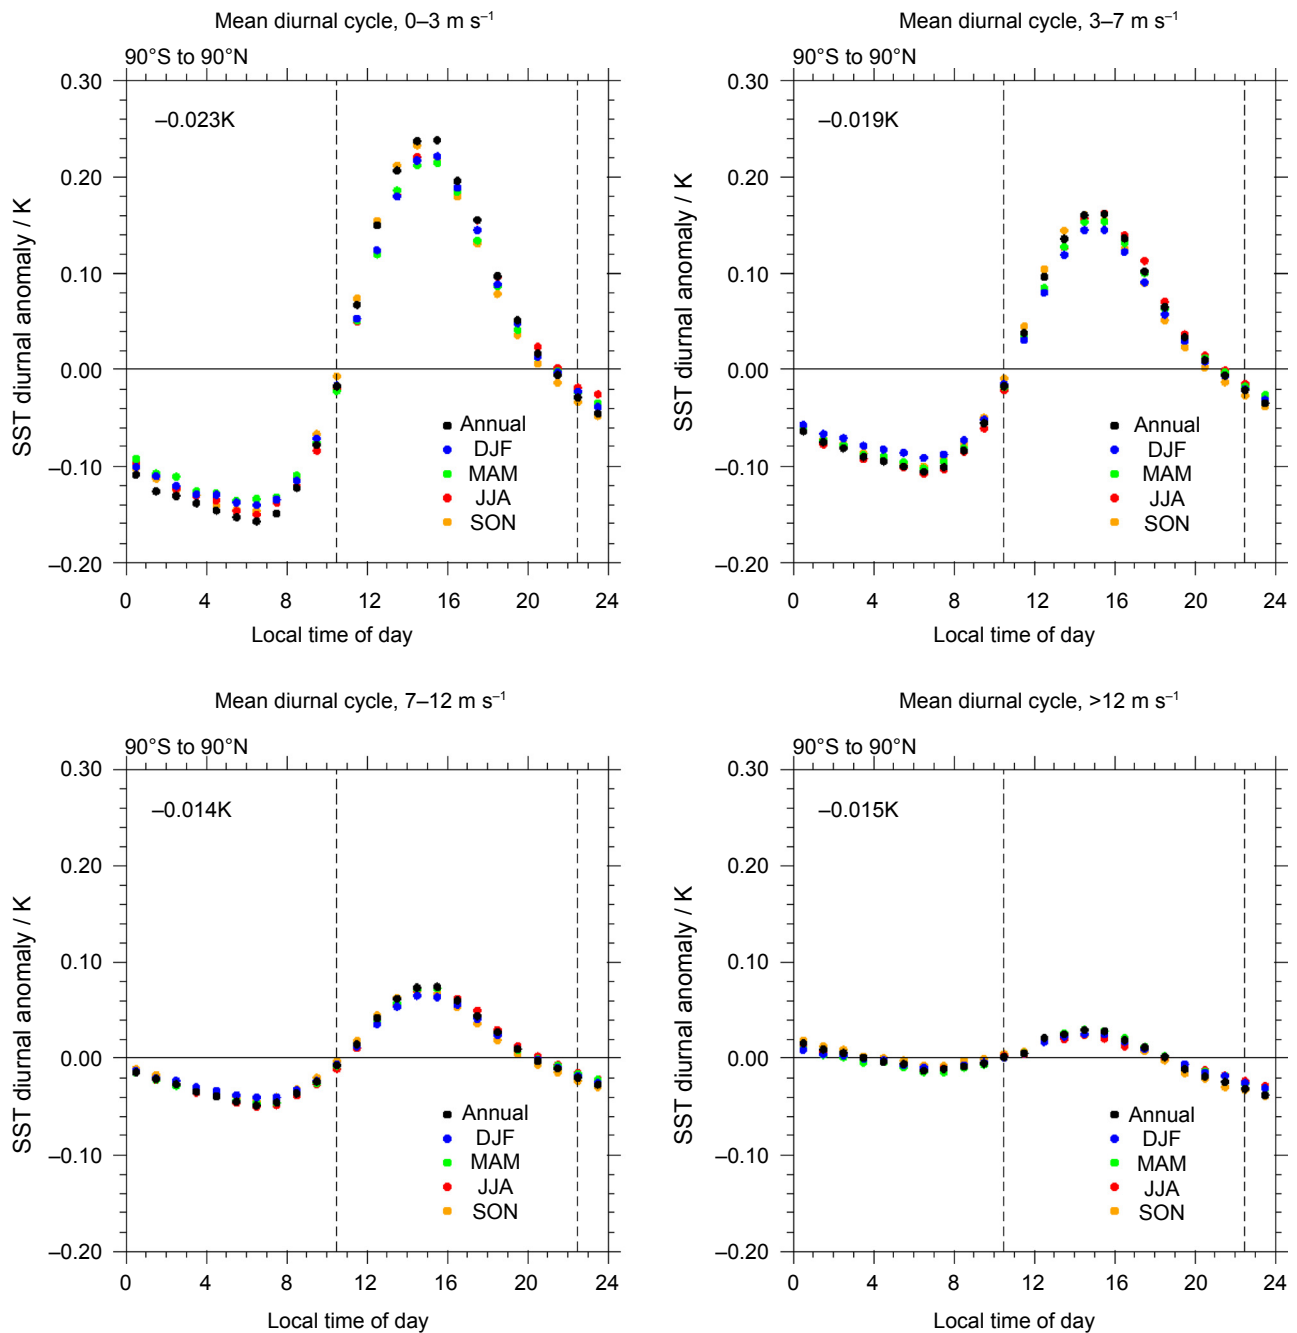 Mean diurnal cycle, 0–3 m s⁻¹
90°S to 90°N
–0.023K
0.30
0.20
0.10
0.00
–0.10
–0.20
SST diurnal anomaly / K
Annual
DJF
MAM
JJA
SON
0 4 8 12 16 20 24
Local time of day
Mean diurnal cycle, 3–7 m s⁻¹
90°S to 90°N
–0.019K
0.30
0.20
0.10
0.00
–0.10
–0.20
SST diurnal anomaly / K
Annual
DJF
MAM
JJA
SON
0 4 8 12 16 20 24
Local time of day
Mean diurnal cycle, 7–12 m s⁻¹
90°S to 90°N
–0.014K
0.30
0.20
0.10
0.00
–0.10
–0.20
SST diurnal anomaly / K
Annual
DJF
MAM
JJA
SON
0 4 8 12 16 20 24
Local time of day
Mean diurnal cycle, >12 m s⁻¹
90°S to 90°N
–0.015K
0.30
0.20
0.10
0.00
–0.10
–0.20
SST diurnal anomaly / K
Annual
DJF
MAM
JJA
SON
0 4 8 12 16 20 24
Local time of day